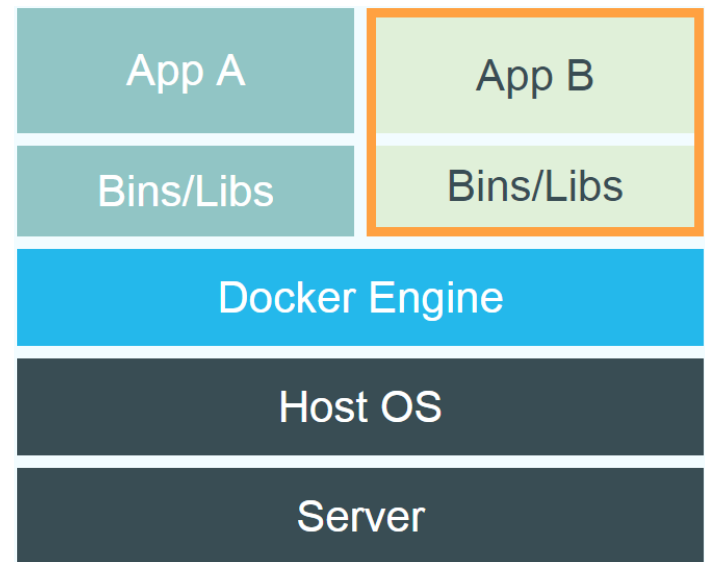 App A
App B
Bins/Libs
Bins/Libs
Docker Engine
Host OS
Server